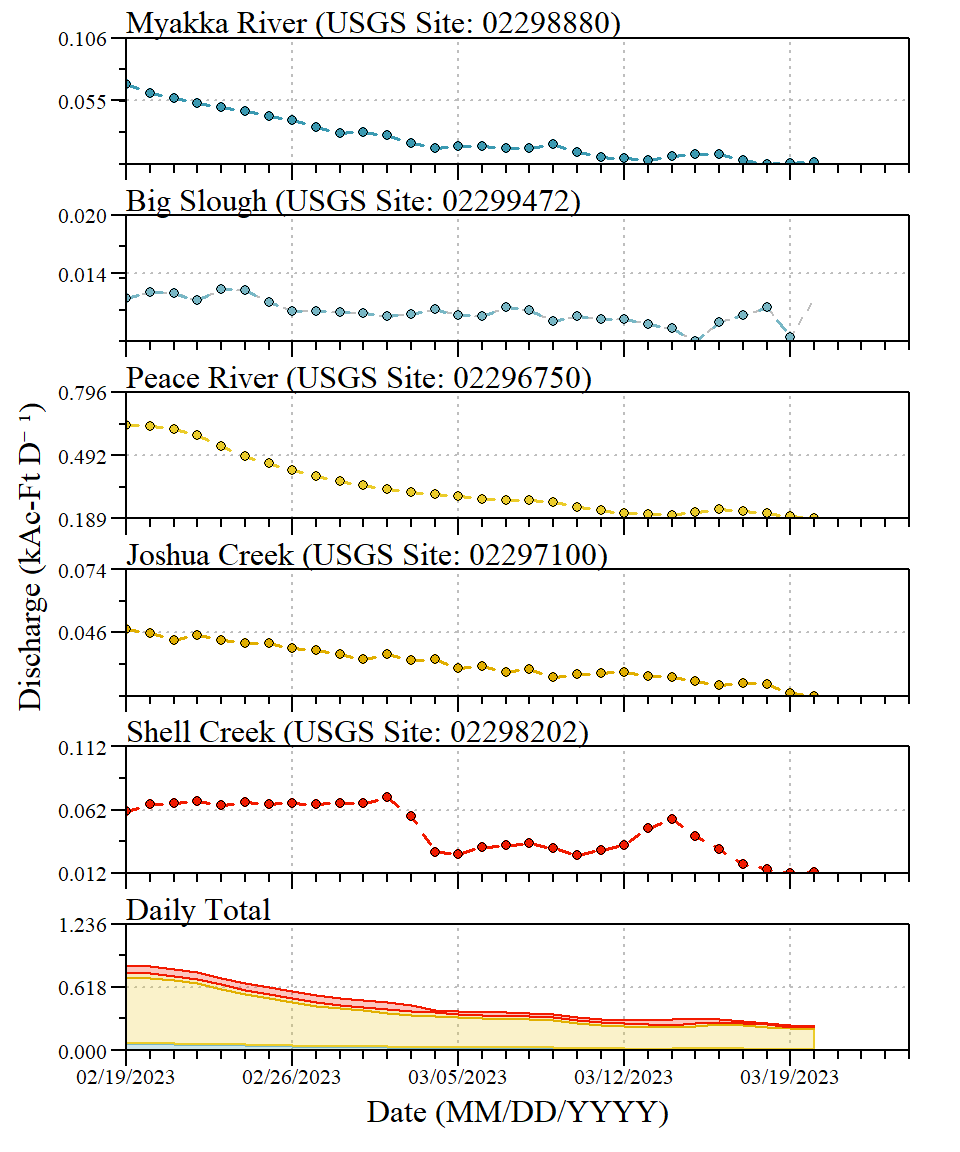 Myakka River (USGS Site: 02298880)
0.106
0.055
Big Slough (USGS Site: 02299472)
0.020
0.014
Peace River (USGS Site: 02296750)
0.796
0.492
0.189
Joshua Creek (USGS Site: 02297100)
0.074
0.046
Shell Creek (USGS Site: 02298202)
0.112
0.062
0.012
Daily Total
1.236
0.618
0.000
02/19/2023 02/26/2023 03/05/2023 03/12/2023 03/19/2023
Date (MM/DD/YYYY)
Discharge (kAc-Ft D⁻¹)